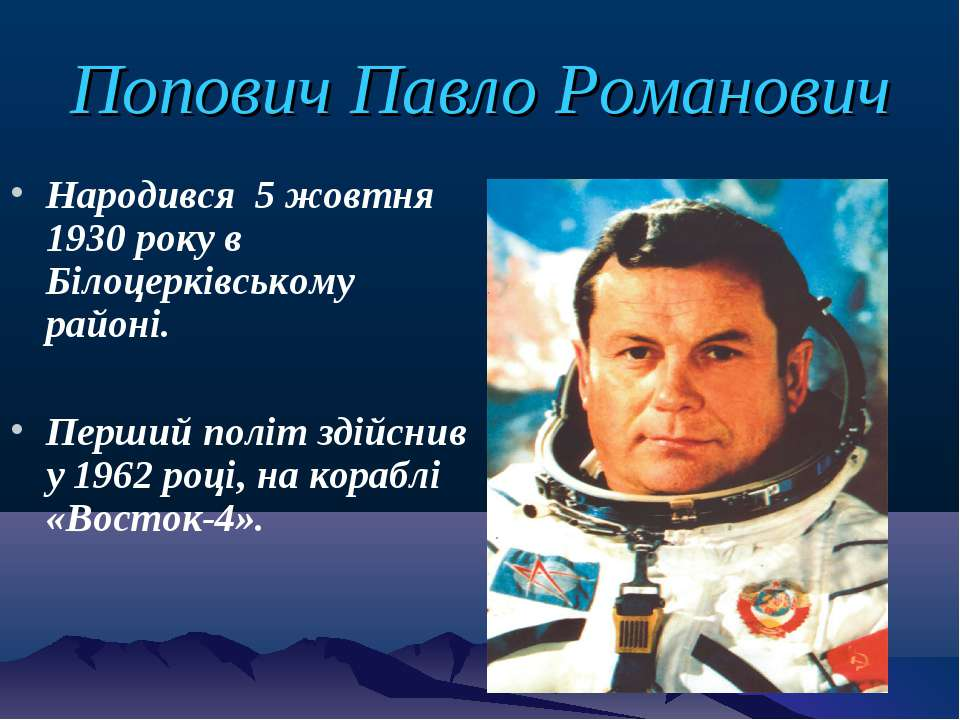 Попович Павло Романович
• Народився 5 жовтня
1930 року в
Білоцерківському
районі.
• Перший політ здійснив
у 1962 році, на кораблі
«Восток-4».